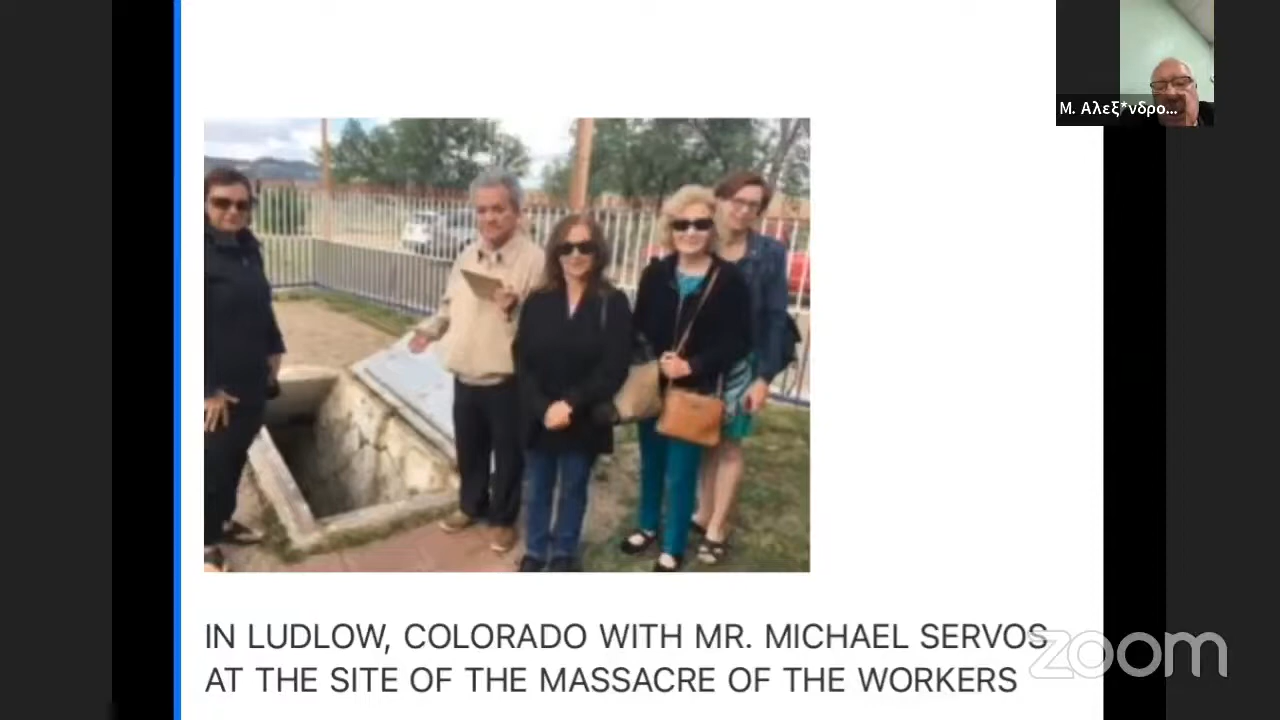 M. Αλεξ*νδρο...
IN LUDLOW, COLORADO WITH MR. MICHAEL SERVOS
AT THE SITE OF THE MASSACRE OF THE WORKERS
zoom